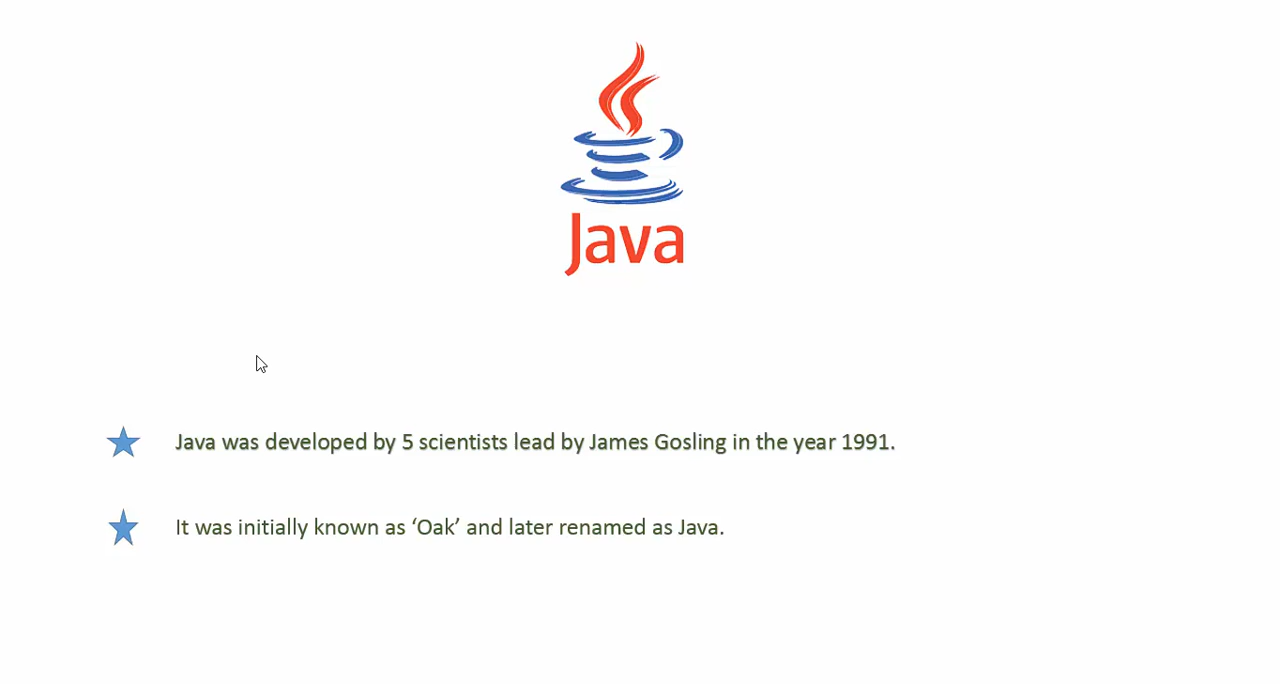 Java
Java was developed by 5 scientists lead by James Gosling in the year 1991.
It was initially known as ‘Oak’ and later renamed as Java.